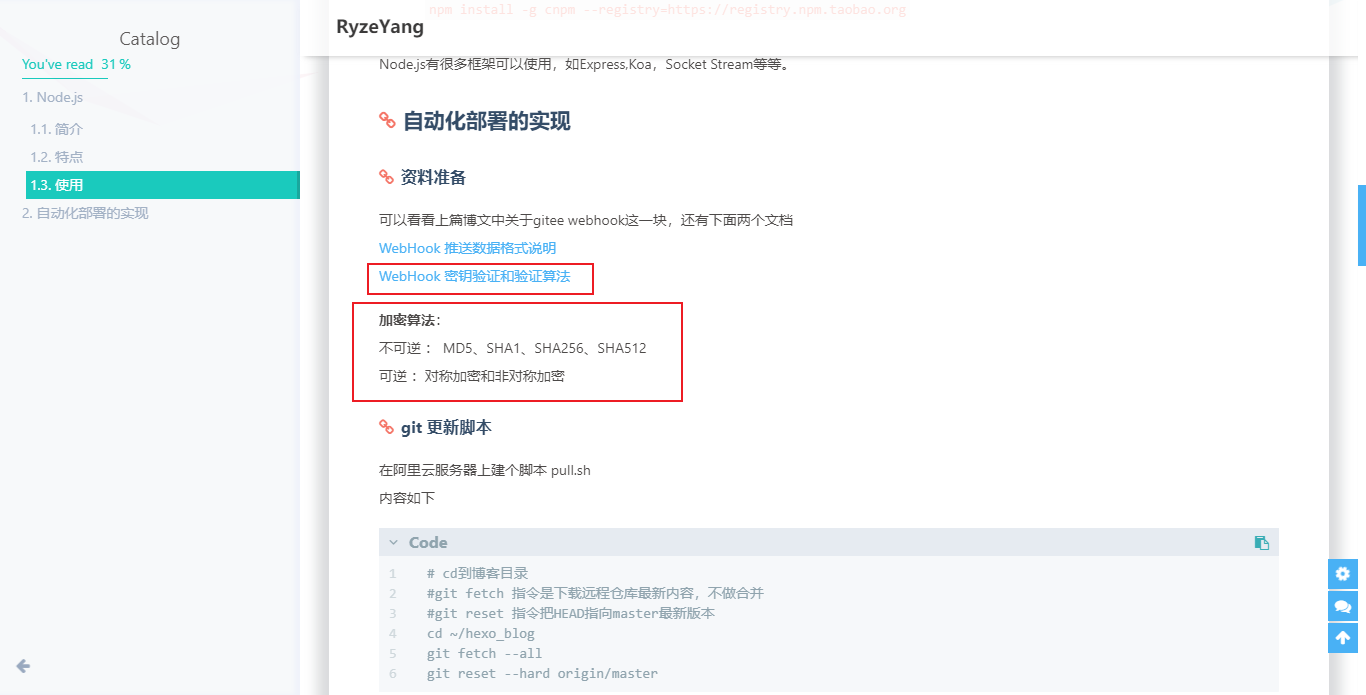 Catalog
You've read 31 %
1. Node.js
1.1. 简介
1.2. 特点
1.3. 使用
2. 自动化部署的实现
npm install -g cnpm --registry=https://registry.npm.taobao.org
RyzeYang
Node.js有很多框架可以使用，如Express,Koa，Socket Stream等等。
自动化部署的实现
资料准备
可以看看上篇博文中关于gitee webhook这一块，还有下面两个文档
WebHook 推送数据格式说明
WebHook 密钥验证和验证算法
加密算法：
不可逆： MD5、SHA1、SHA256、SHA512
可逆：对称加密和非对称加密
git 更新脚本
在阿里云服务器上建个脚本 pull.sh
内容如下
Code
1 # cd到博客目录
2 #git fetch 指令是下载远程仓库最新内容，不做合并
3 #git reset 指令把HEAD指向master最新版本
4 cd ~/hexo_blog
5 git fetch --all
6 git reset --hard origin/master